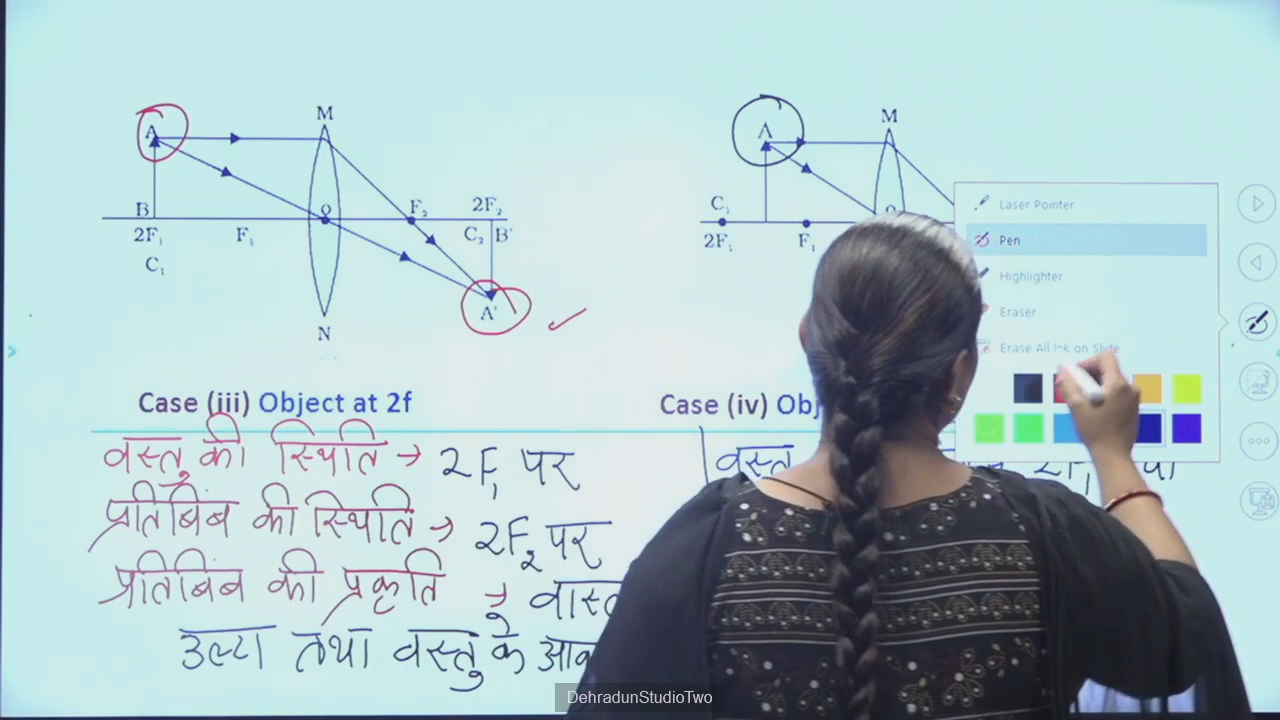 A M
B O F₂ 2F₂
2F₁ F₁ C₂ B'
C₁
A'
N
A M
C₁ O
2F₁ F₁
Laser Pointer
Pen
Highlighter
Eraser
Erase All Ink on Slide
Case (iii) Object at 2f
वस्तु की स्थिति → 2F₁ पर
प्रतिबिंब की स्थिति → 2F₂ पर
प्रतिबिंब की प्रकृति →
उल्टा तथा वस्तु के
Case (iv)
वस्तु 2F₁
DehradunStudioTwo